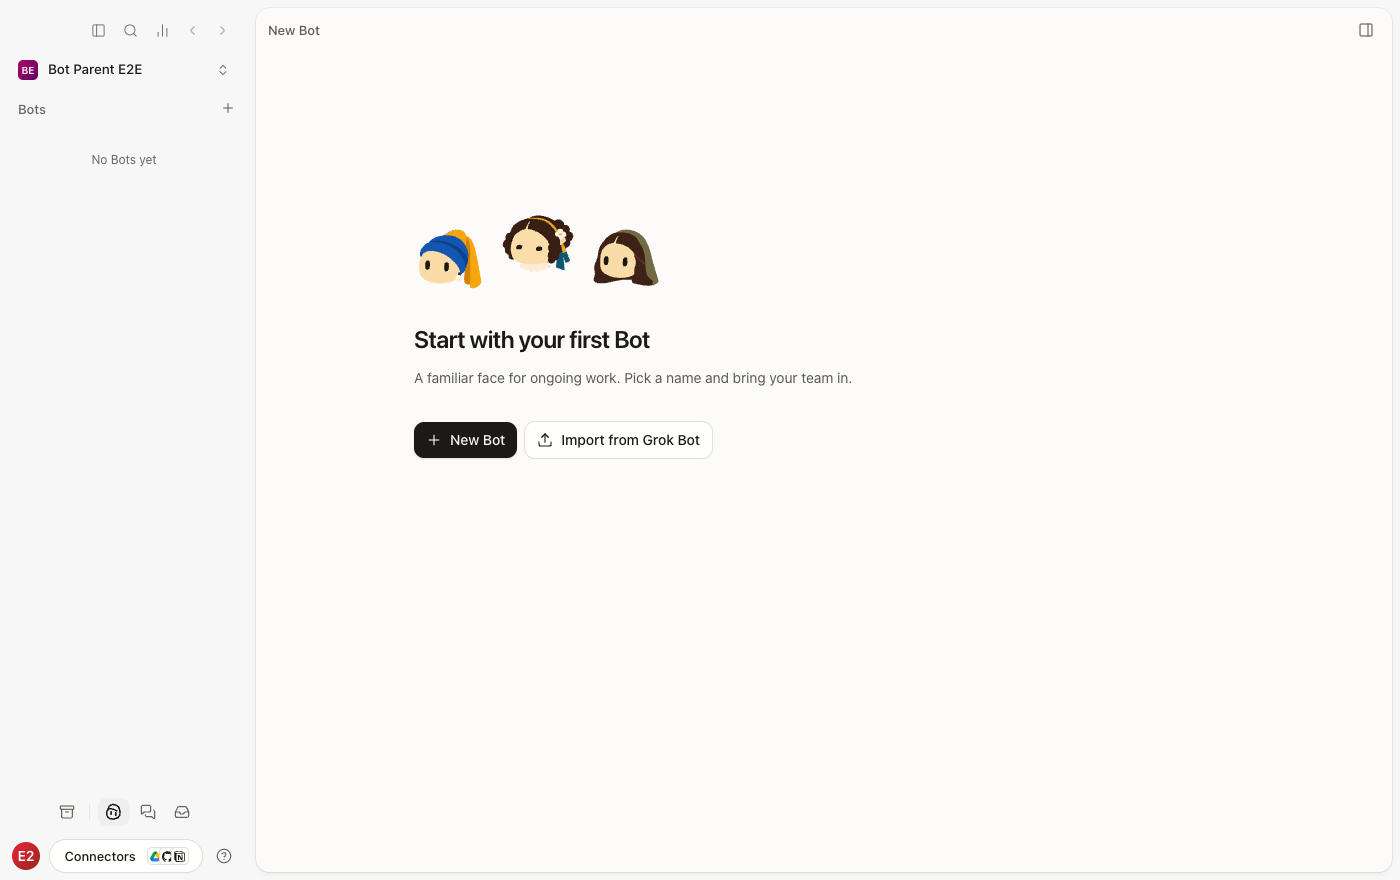 New Bot
BE Bot Parent E2E
Bots
No Bots yet
Start with your first Bot
A familiar face for ongoing work. Pick a name and bring your team in.
New Bot
Import from Grok Bot
E2 Connectors